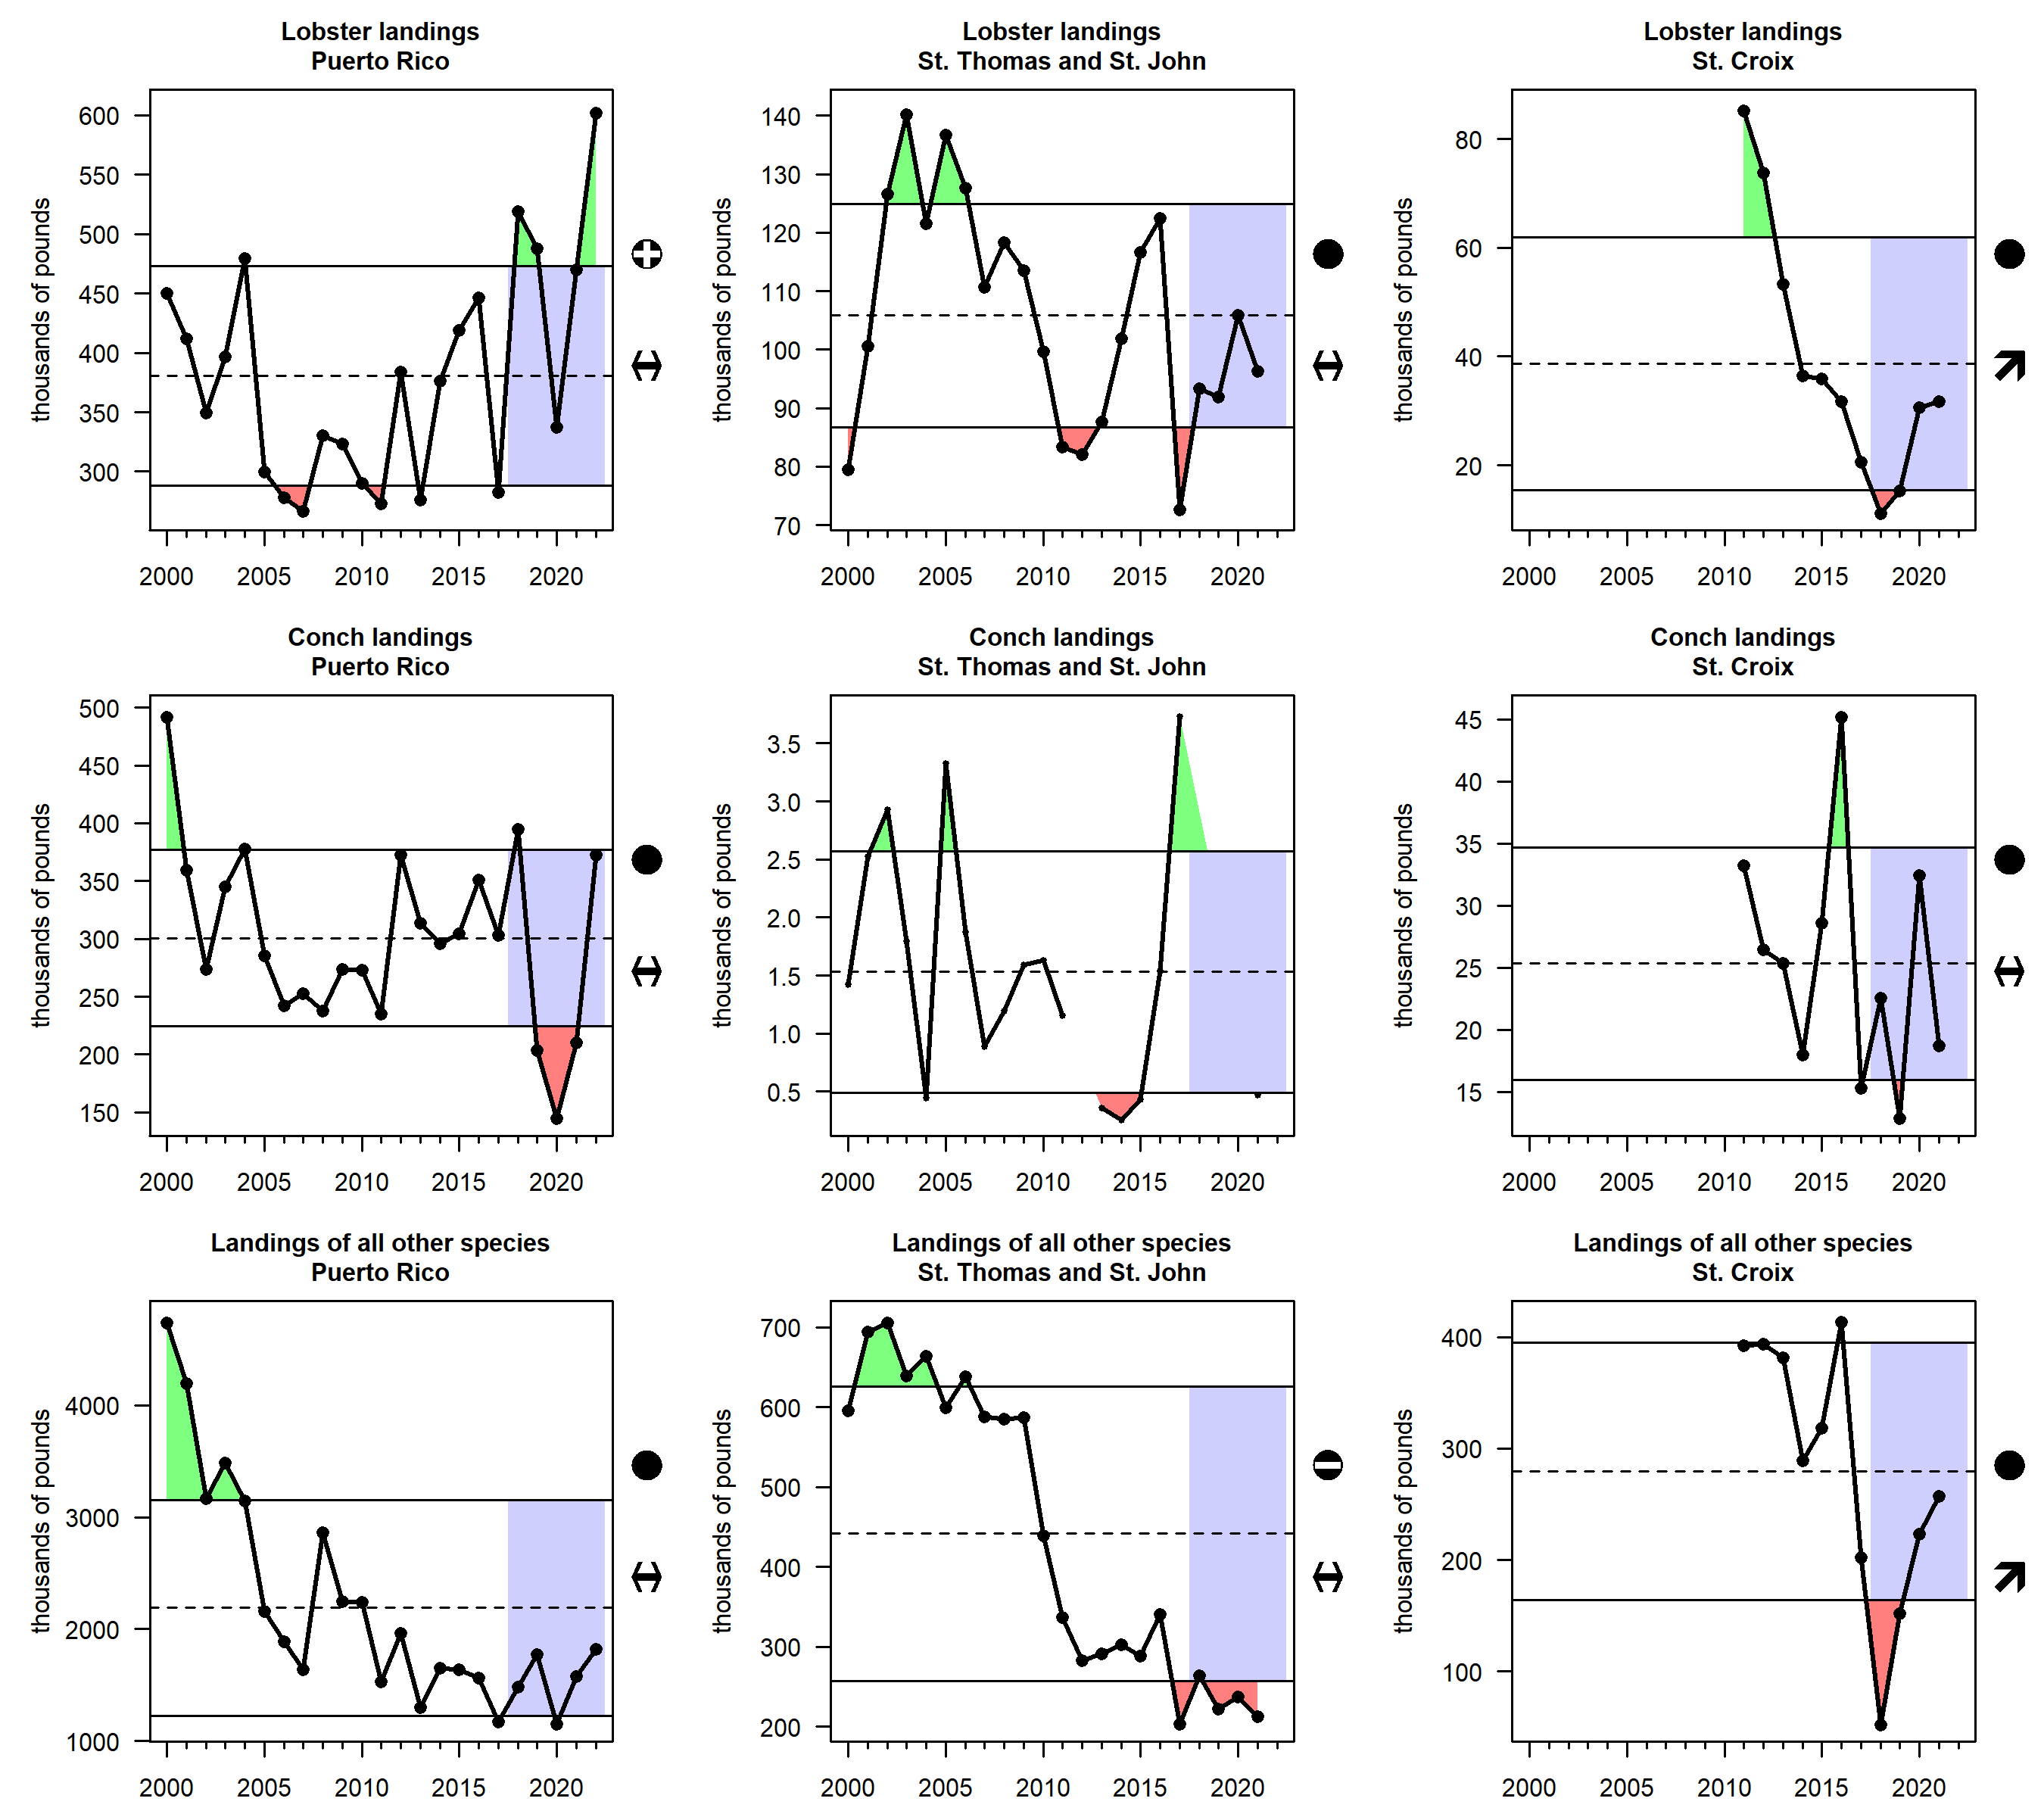 Lobster landings
Puerto Rico
thousands of pounds
600
550
500
450
400
350
300
2000 2005 2010 2015 2020
Lobster landings
St. Thomas and St. John
thousands of pounds
140
130
120
110
100
90
80
70
2000 2005 2010 2015 2020
Lobster landings
St. Croix
thousands of pounds
80
60
40
20
2000 2005 2010 2015 2020
Conch landings
Puerto Rico
thousands of pounds
500
450
400
350
300
250
200
150
2000 2005 2010 2015 2020
Conch landings
St. Thomas and St. John
thousands of pounds
3.5
3.0
2.5
2.0
1.5
1.0
0.5
2000 2005 2010 2015 2020
Conch landings
St. Croix
thousands of pounds
45
40
35
30
25
20
15
2000 2005 2010 2015 2020
Landings of all other species
Puerto Rico
thousands of pounds
4000
3000
2000
1000
2000 2005 2010 2015 2020
Landings of all other species
St. Thomas and St. John
thousands of pounds
700
600
500
400
300
200
2000 2005 2010 2015 2020
Landings of all other species
St. Croix
thousands of pounds
400
300
200
100
2000 2005 2010 2015 2020